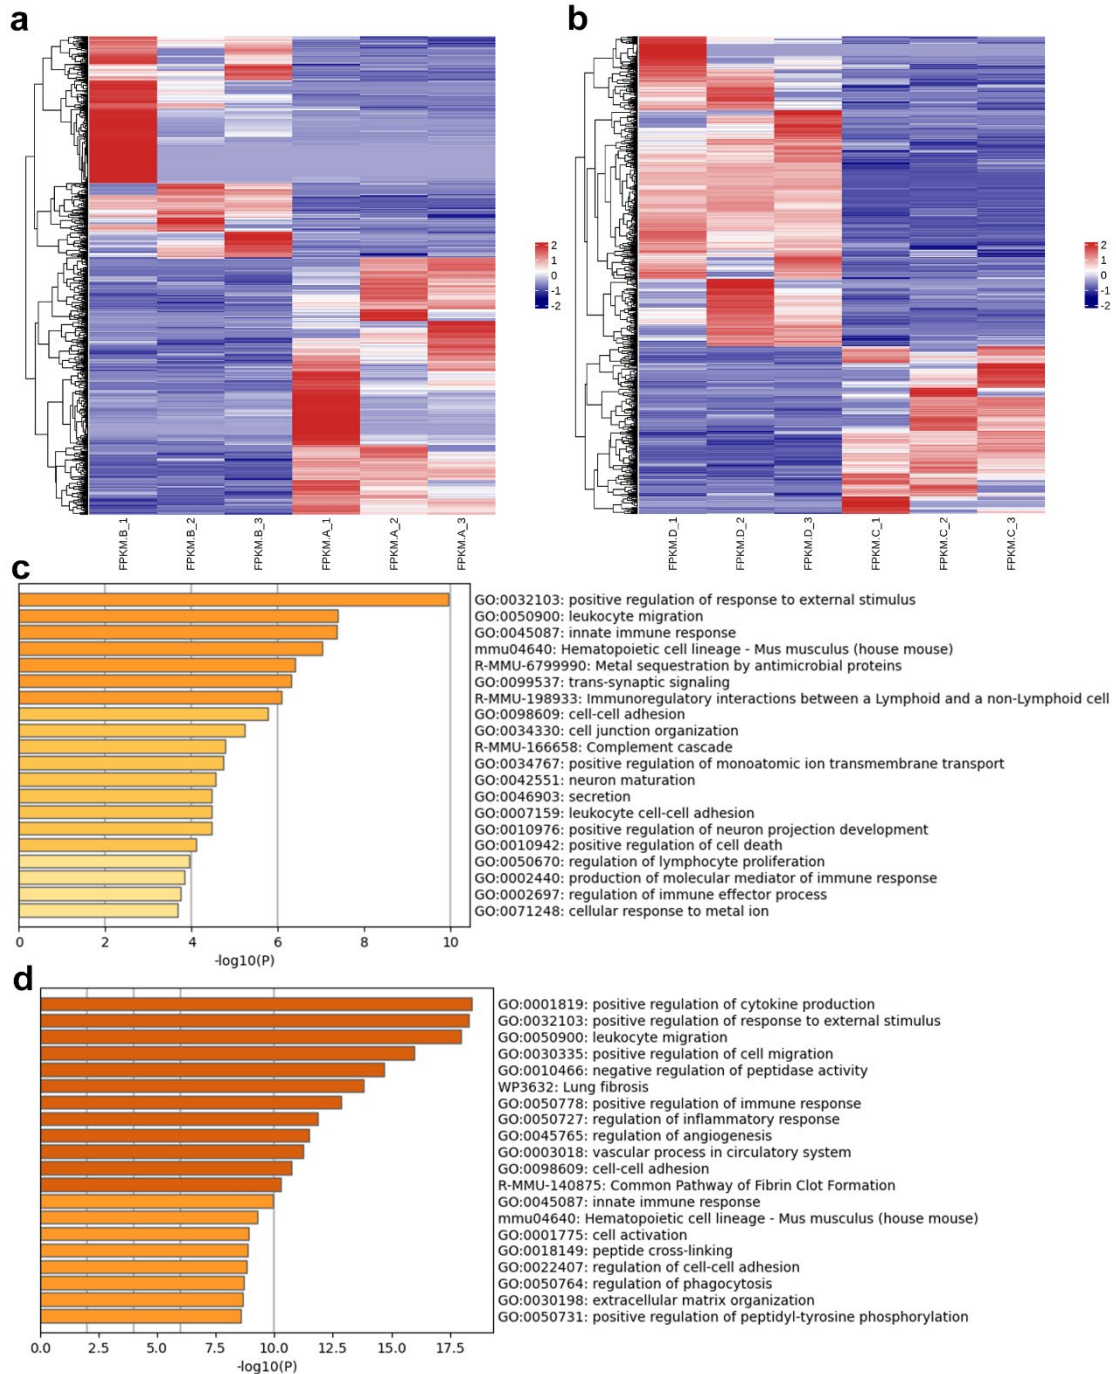 a
b
2
1
0
-1
-2
2
1
0
-1
-2
FPKM.B_1
FPKM.B_2
FPKM.B_3
FPKM.A_1
FPKM.A_2
FPKM.A_3
FPKM.D_1
FPKM.D_2
FPKM.D_3
FPKM.C_1
FPKM.C_2
FPKM.C_3
c
GO:0032103: positive regulation of response to external stimulus
GO:0050900: leukocyte migration
GO:0045087: innate immune response
mmu04640: Hematopoietic cell lineage - Mus musculus (house mouse)
R-MMU-6799990: Metal sequestration by antimicrobial proteins
GO:0099537: trans-synaptic signaling
R-MMU-198933: Immunoregulatory interactions between a Lymphoid and a non-Lymphoid cell
GO:0098609: cell-cell adhesion
GO:0034330: cell junction organization
R-MMU-166658: Complement cascade
GO:0034767: positive regulation of monoatomic ion transmembrane transport
GO:0042551: neuron maturation
GO:0046903: secretion
GO:0007159: leukocyte cell-cell adhesion
GO:0010976: positive regulation of neuron projection development
GO:0010942: positive regulation of cell death
GO:0050670: regulation of lymphocyte proliferation
GO:0002440: production of molecular mediator of immune response
GO:0002697: regulation of immune effector process
GO:0071248: cellular response to metal ion
0 2 4 6 8 10
-log10(P)
d
GO:0001819: positive regulation of cytokine production
GO:0032103: positive regulation of response to external stimulus
GO:0050900: leukocyte migration
GO:0030335: positive regulation of cell migration
GO:0010466: negative regulation of peptidase activity
WP3632: Lung fibrosis
GO:0050778: positive regulation of immune response
GO:0050727: regulation of inflammatory response
GO:0045765: regulation of angiogenesis
GO:0003018: vascular process in circulatory system
GO:0098609: cell-cell adhesion
R-MMU-140875: Common Pathway of Fibrin Clot Formation
GO:0045087: innate immune response
mmu04640: Hematopoietic cell lineage - Mus musculus (house mouse)
GO:0001775: cell activation
GO:0018149: peptide cross-linking
GO:0022407: regulation of cell-cell adhesion
GO:0050764: regulation of phagocytosis
GO:0030198: extracellular matrix organization
GO:0050731: positive regulation of peptidyl-tyrosine phosphorylation
0.0 2.5 5.0 7.5 10.0 12.5 15.0 17.5
-log10(P)